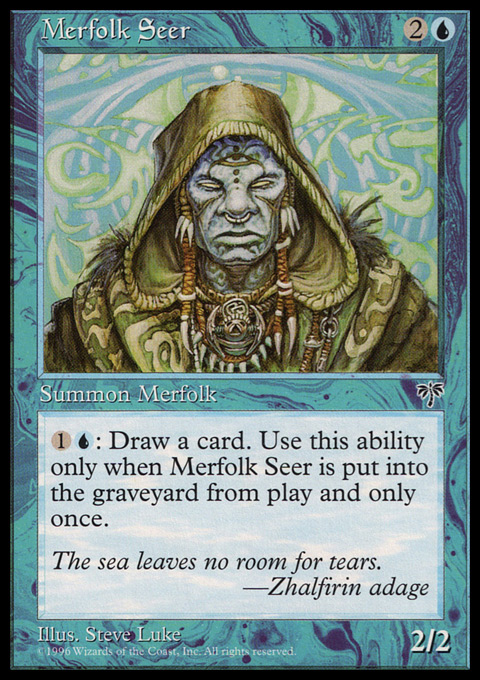 Merfolk Seer 2
Summon Merfolk
1 : Draw a card. Use this ability
only when Merfolk Seer is put into
the graveyard from play and only
once.
The sea leaves no room for tears.
—Zhalfirin adage
Illus. Steve Luke
©1996 Wizards of the Coast, Inc. All rights reserved.
2/2